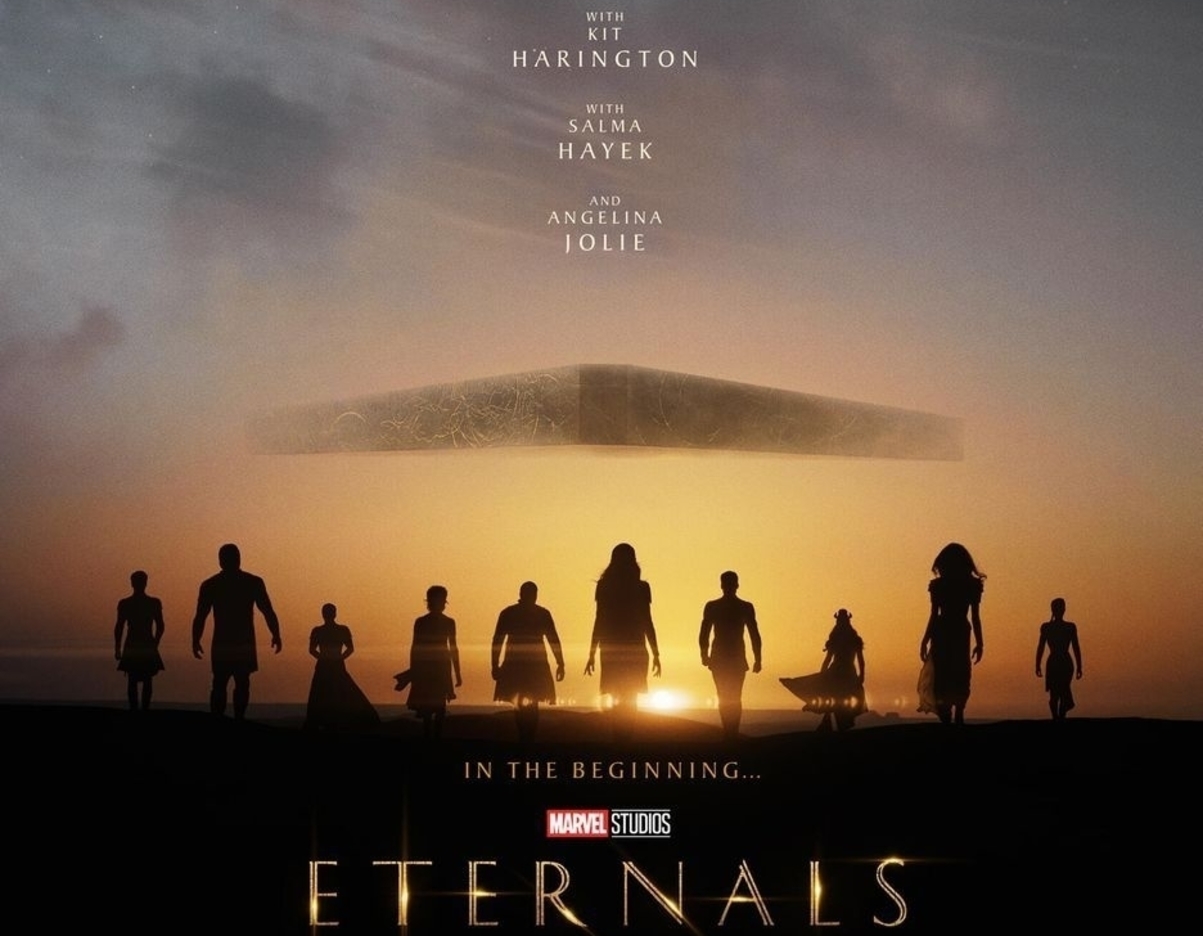 WITH
KIT
HARINGTON
WITH
SALMA
HAYEK
AND
ANGELINA
JOLIE
IN THE BEGINNING...
MARVEL STUDIOS
ETERNALS